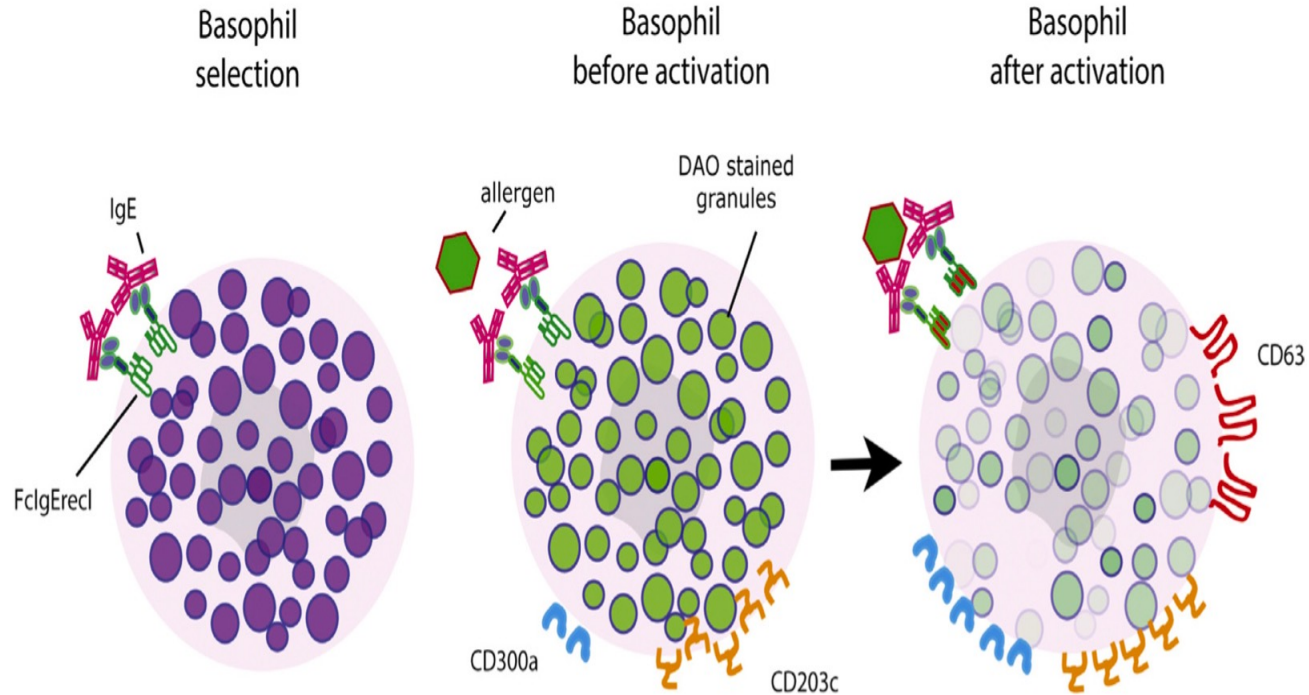 Basophil
selection
Basophil
before activation
Basophil
after activation
IgE
FcIgErecI
allergen
DAO stained
granules
CD300a
CD203c
CD63